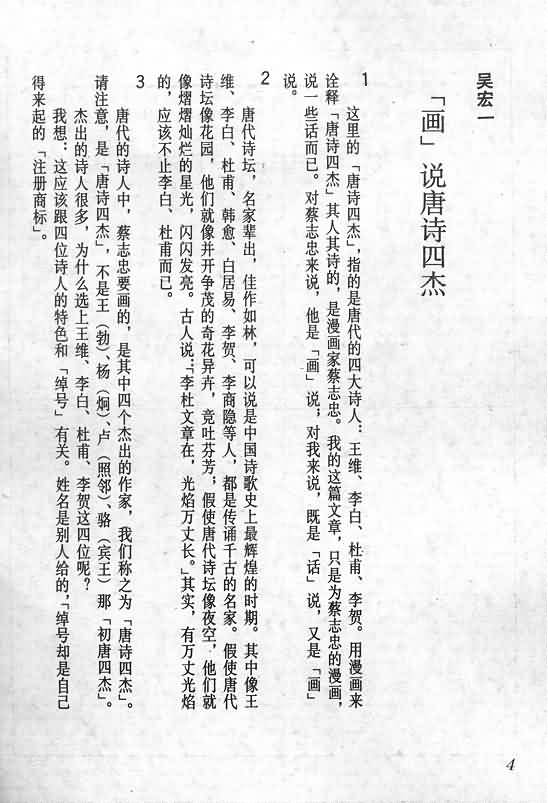 吴宏一
「画」说唐诗四杰
1
这里的「唐诗四杰」，指的是唐代的四大诗人：王维、李白、杜甫、李贺。用漫画来
诠释「唐诗四杰」其人其诗的，是漫画家蔡志忠。我的这篇文章，只是为蔡志忠的漫画，
说一些话而已。对蔡志忠来说，他是「画」说；对我来说，既是「话」说，又是「画」
说。
2
唐代诗坛，名家辈出，佳作如林，可以说是中国诗歌史上最辉煌的时期。其中像王
维、李白、杜甫、韩愈、白居易、李贺、李商隐等人，都是传诵千古的名家。假使唐代
诗坛像花园，他们就像并开争茂的奇花异卉，竞吐芬芳；假使唐代诗坛像夜空，他们就
像熠熠灿烂的星光，闪闪发亮。古人说：「李杜文章在，光焰万丈长。」其实，有万丈光焰
的，应该不止李白、杜甫而已。
3
唐代的诗人中，蔡志忠要画的，是其中四个杰出的作家，我们称之为「唐诗四杰」。
请注意，是「唐诗四杰」，不是王（勃）、杨（炯）、卢（照邻）、骆（宾王）那「初唐四杰」。
杰出的诗人很多，为什么选上王维、李白、杜甫、李贺这四位呢？
我想：这应该跟四位诗人的特色和「绰号」有关。姓名是别人给的，「绰号却是自己
得来起的「注册商标」。
4